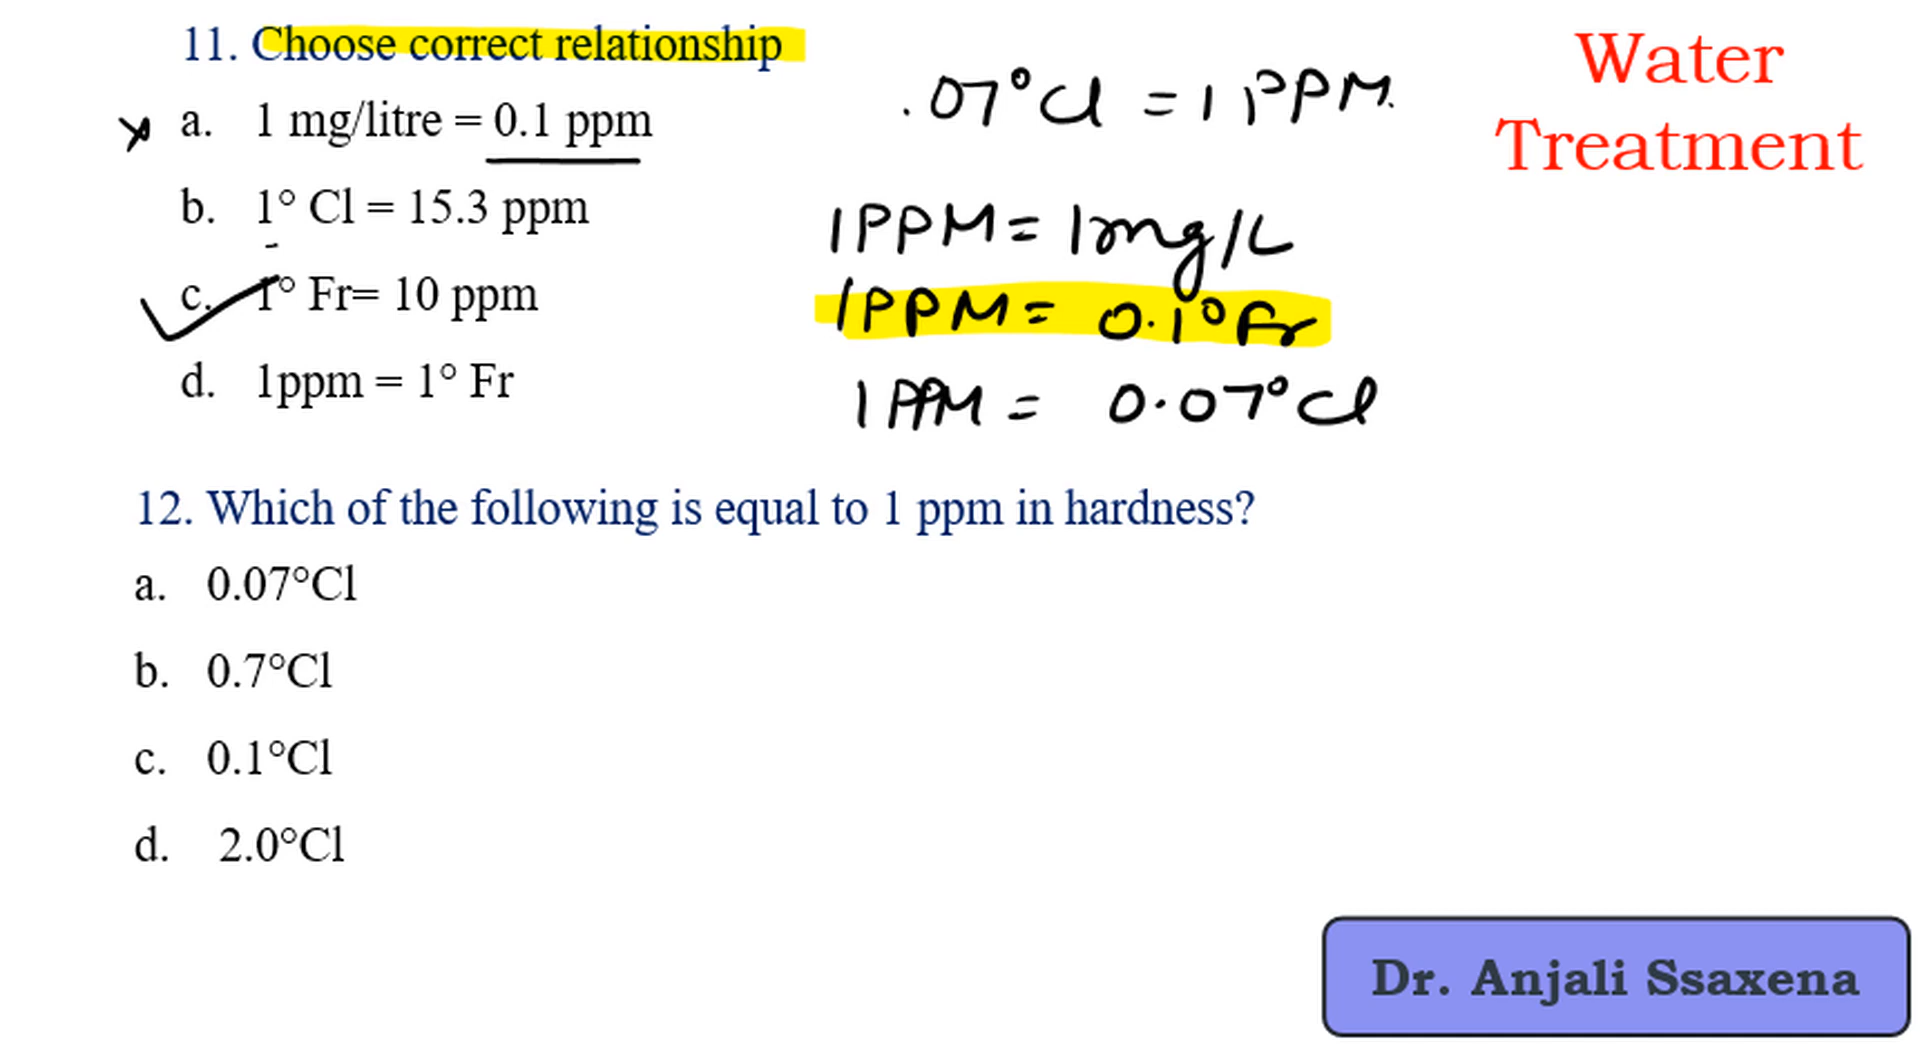 11. Choose correct relationship
a. 1 mg/litre = 0.1 ppm
b. 1° Cl = 15.3 ppm
c. 1° Fr= 10 ppm
d. 1ppm = 1° Fr
.07°Cl = 1 PPM.
1PPM = 1mg/L
1PPM = 0.1°Fr
1PPM = 0.07°Cl
Water
Treatment
12. Which of the following is equal to 1 ppm in hardness?
a. 0.07°Cl
b. 0.7°Cl
c. 0.1°Cl
d. 2.0°Cl
Dr. Anjali Ssaxena